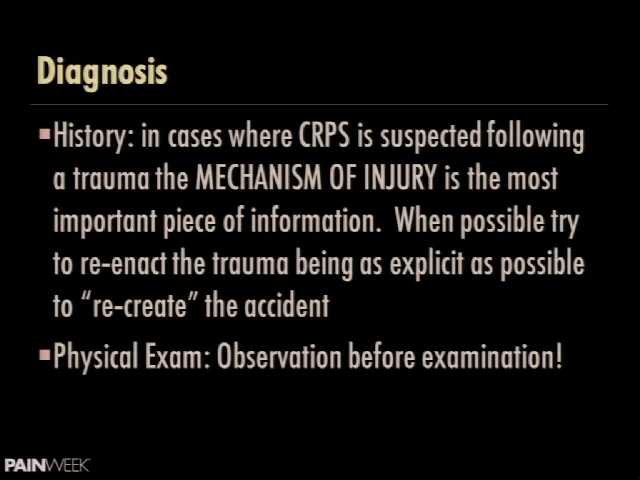 Diagnosis
▪History: in cases where CRPS is suspected following
a trauma the MECHANISM OF INJURY is the most
important piece of information.  When possible try
to re-enact the trauma being as explicit as possible
to “re-create” the accident
▪Physical Exam: Observation before examination!
PAINWEEK